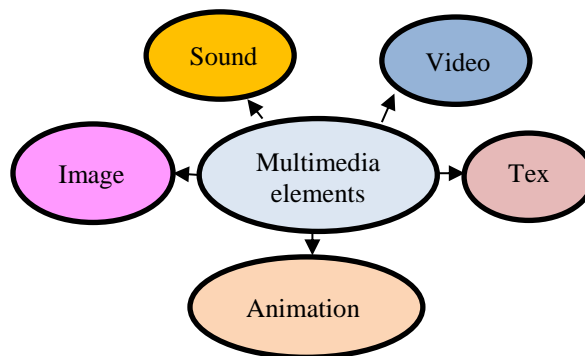 Sound
Video
Image
Multimedia
elements
Tex
Animation